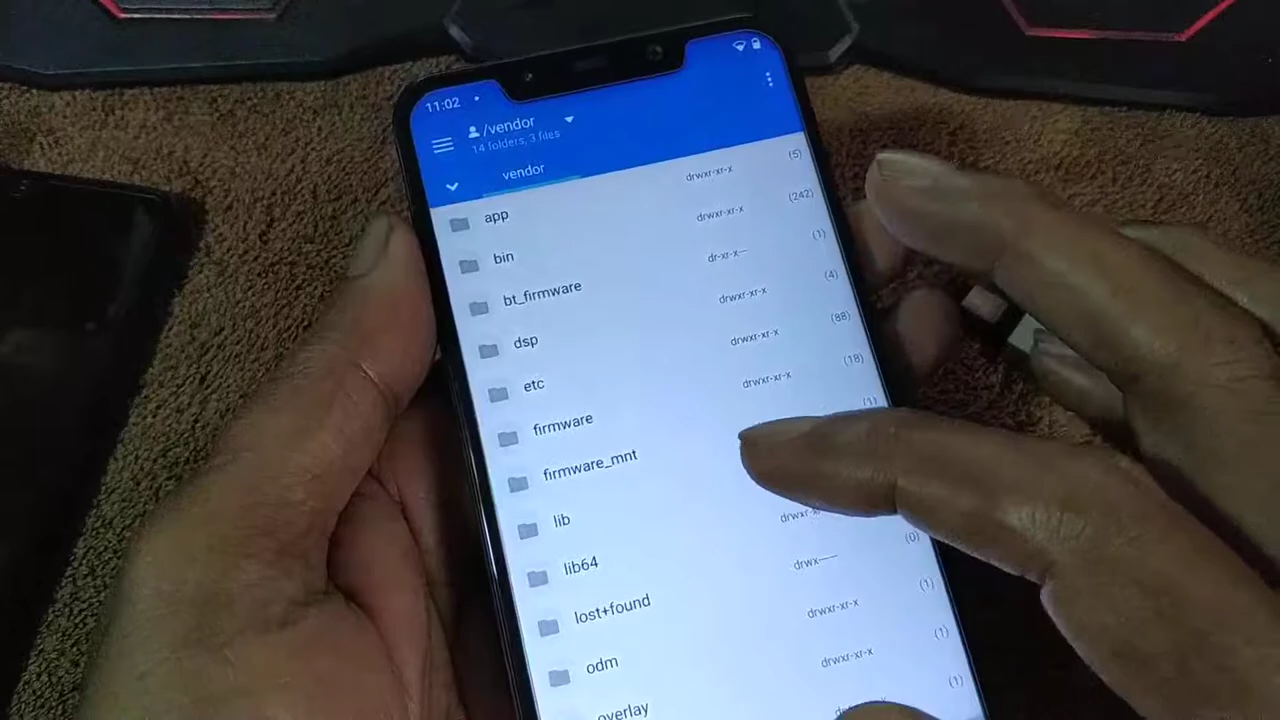 11:02
/vendor
14 folders, 3 files
vendor
drwxr-xr-x (5)
app drwxr-xr-x (242)
bin dr-xr-x--- (1)
bt_firmware drwxr-xr-x (4)
dsp drwxr-xr-x (88)
etc drwxr-xr-x (18)
firmware (1)
firmware_mnt
lib
lib64 (0)
lost+found drwx------ (1)
odm drwxr-xr-x (1)
overlay drwxr-xr-x (1)